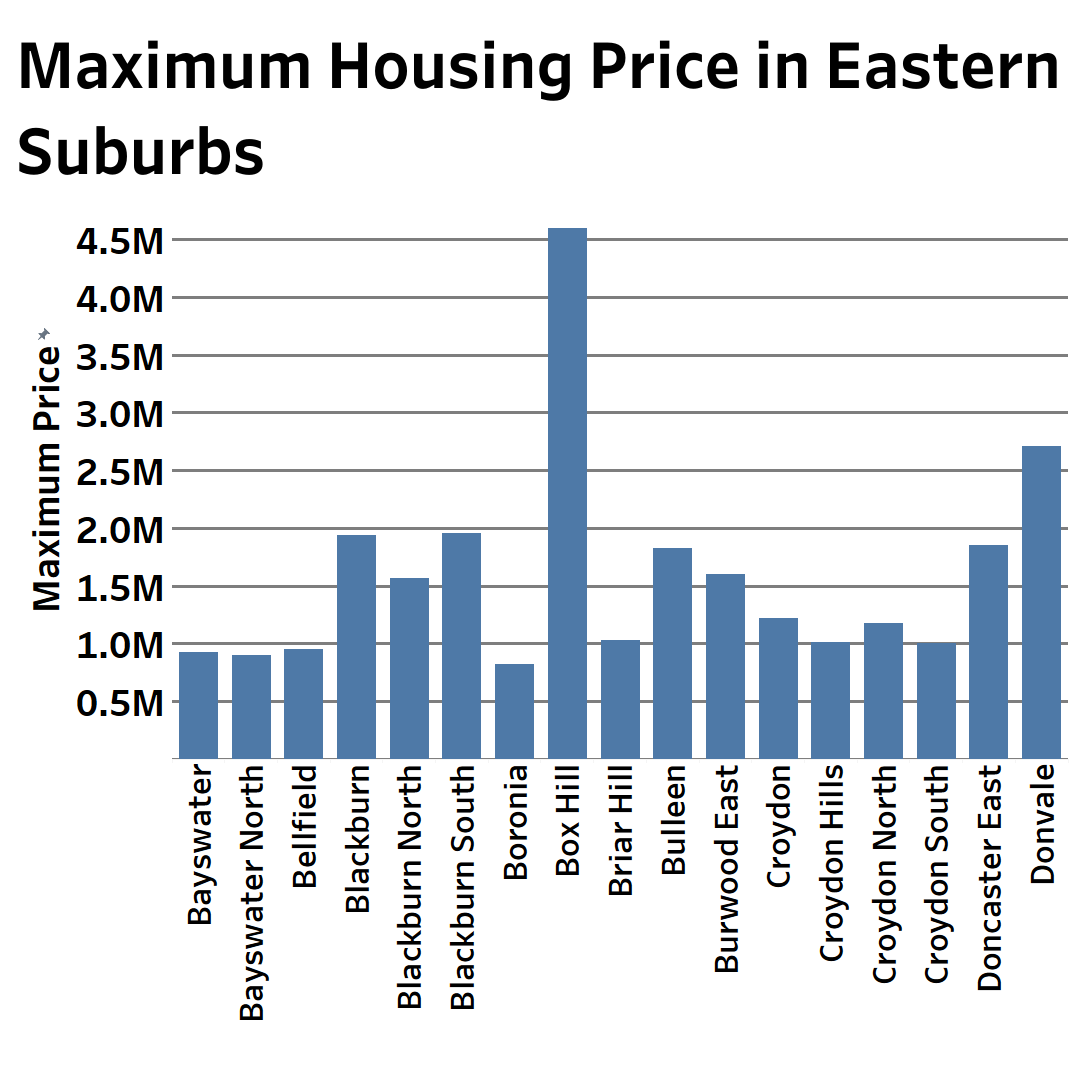 Maximum Housing Price in Eastern
Suburbs
Maximum Price
4.5M
4.0M
3.5M
3.0M
2.5M
2.0M
1.5M
1.0M
0.5M
Bayswater
Bayswater North
Bellfield
Blackburn
Blackburn North
Blackburn South
Boronia
Box Hill
Briar Hill
Bulleen
Burwood East
Croydon
Croydon Hills
Croydon North
Croydon South
Doncaster East
Donvale